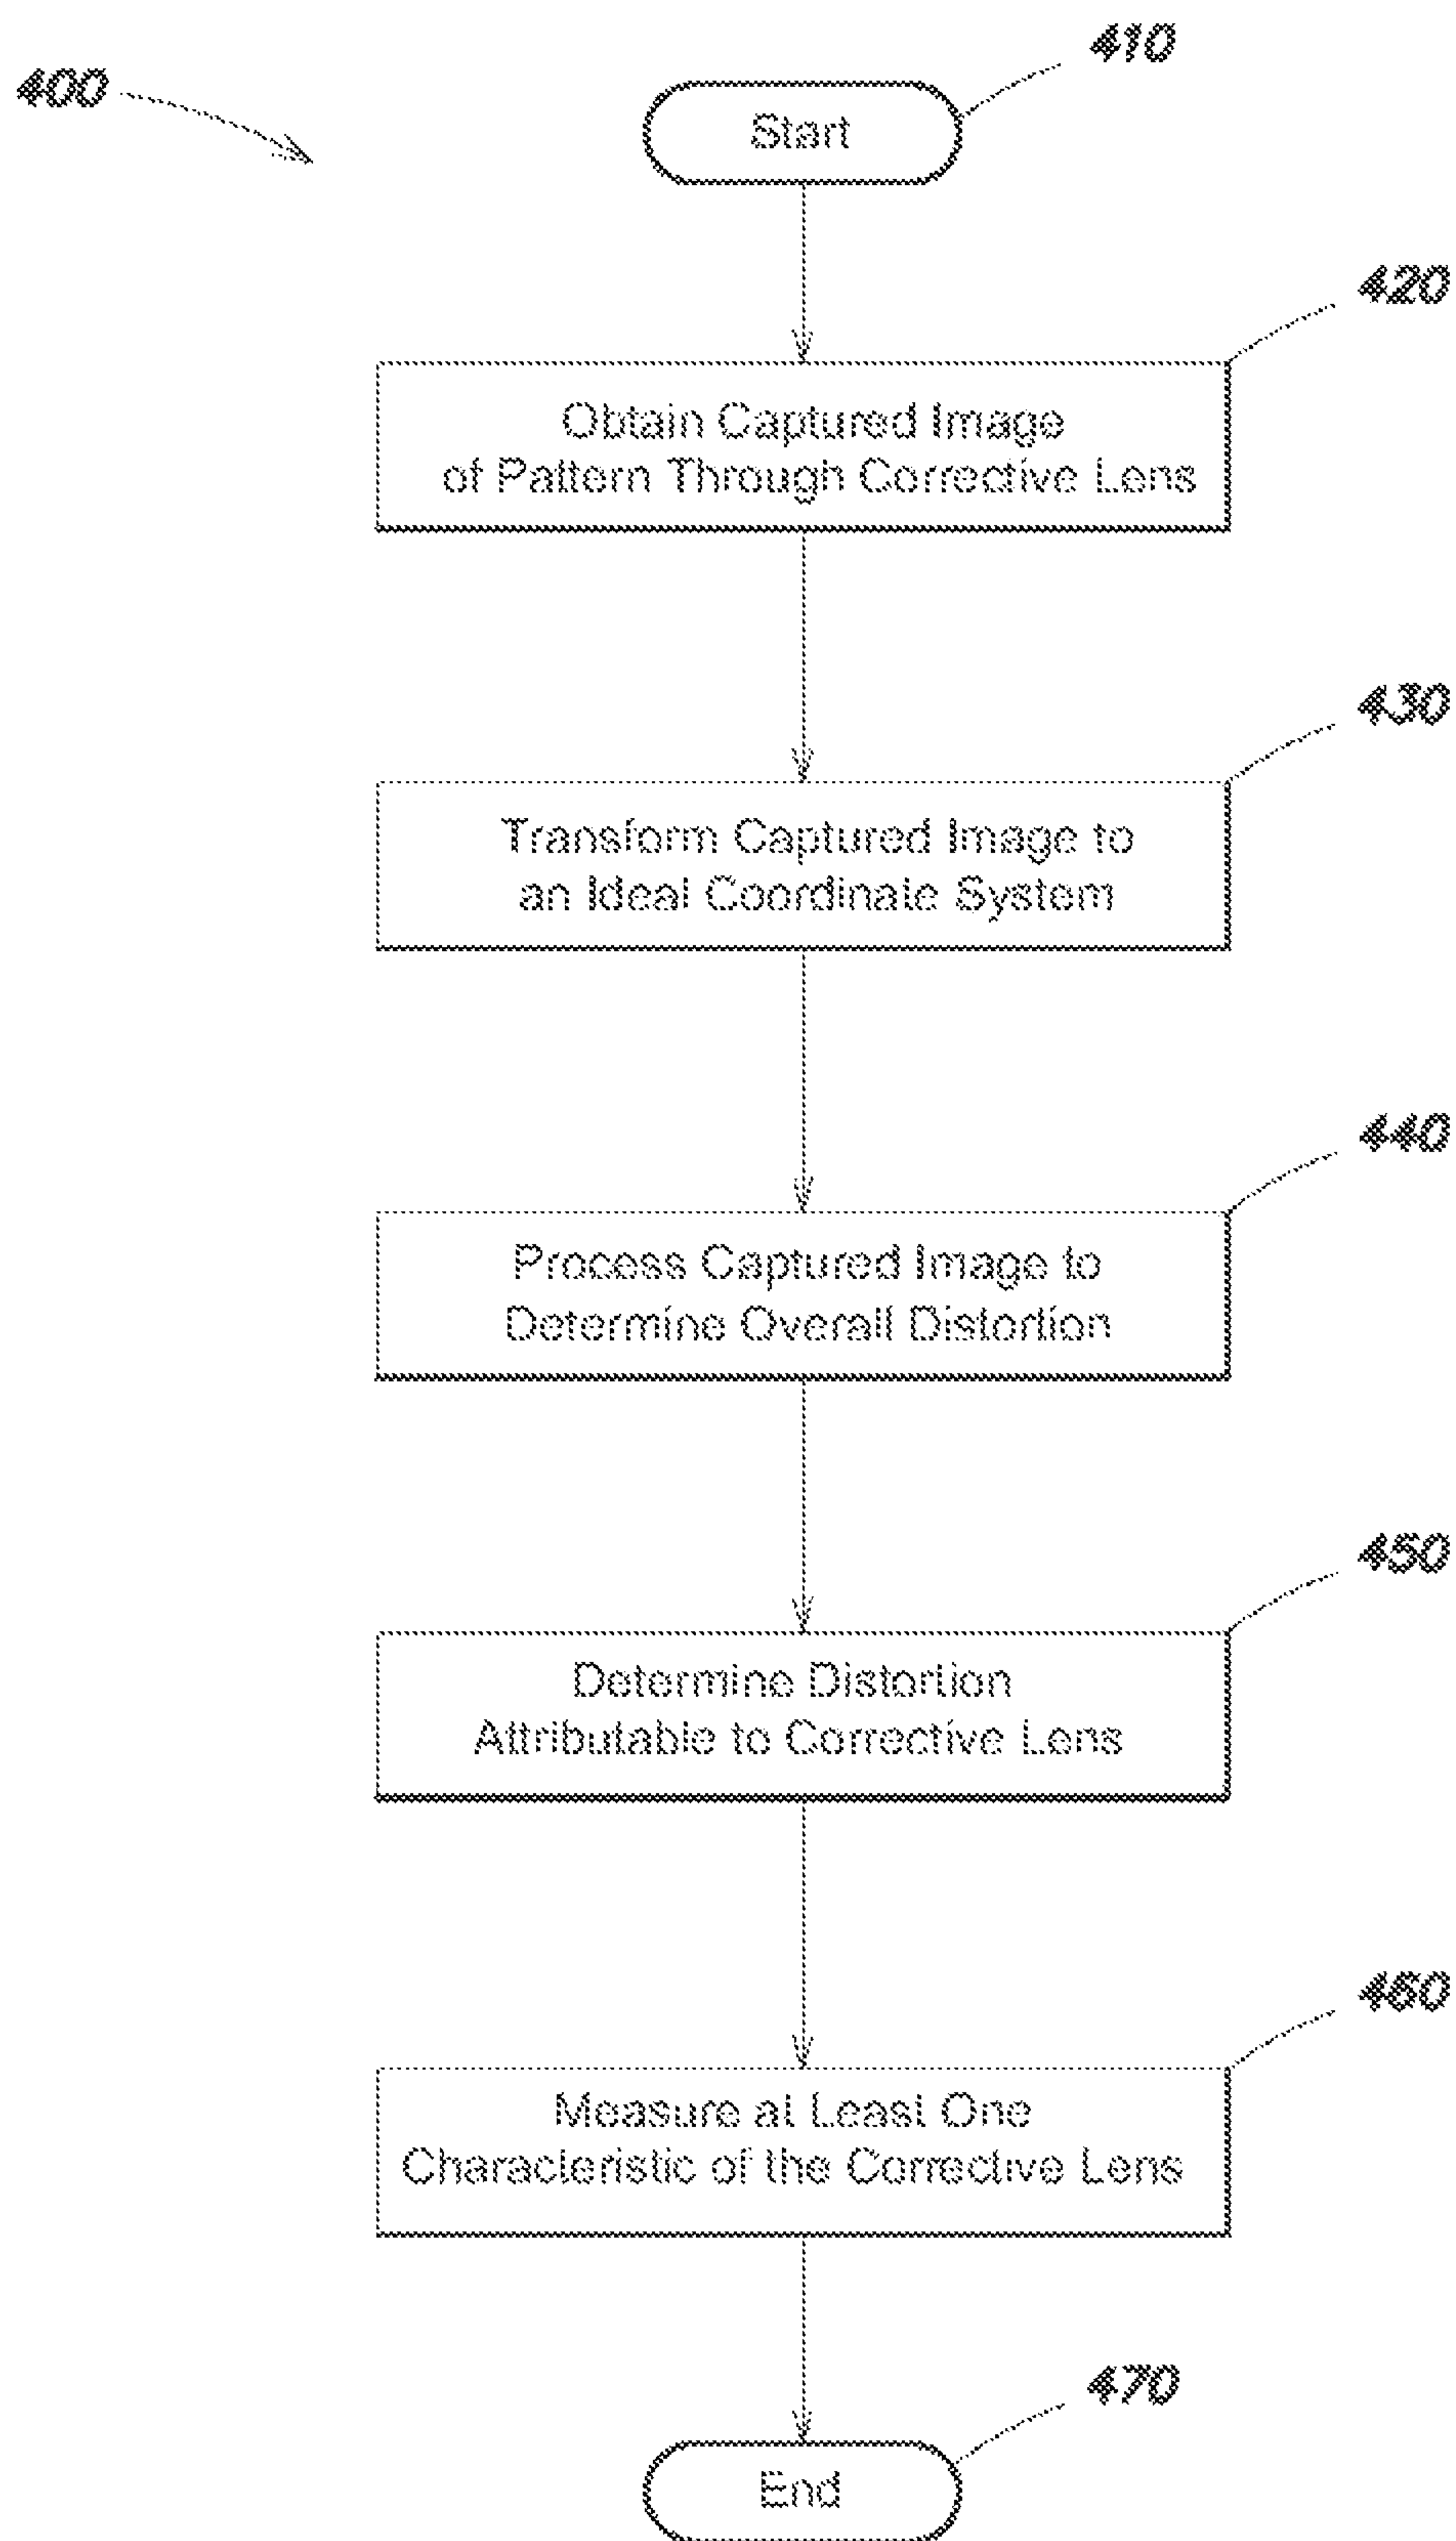 400
410
Start
420
Obtain Captured Image
of Pattern Through Corrective Lens
430
Transform Captured Image to
an Ideal Coordinate System
440
Process Captured Image to
Determine Overall Distortion
450
Determine Distortion
Attributable to Corrective Lens
460
Measure at Least One
Characteristic of the Corrective Lens
470
End